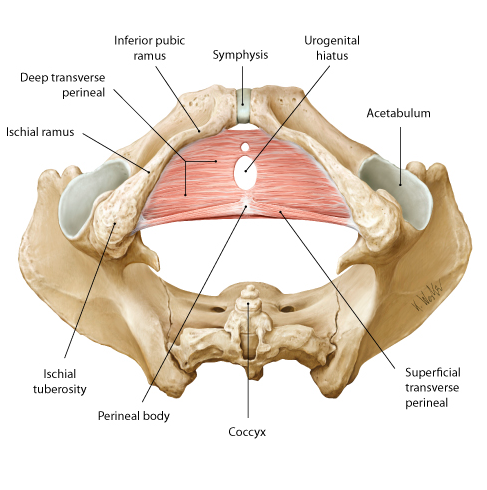 Inferior pubic
ramus
Symphysis
Urogenital
hiatus
Deep transverse
perineal
Acetabulum
Ischial ramus
Ischial
tuberosity
Perineal body
Coccyx
Superficial
transverse
perineal